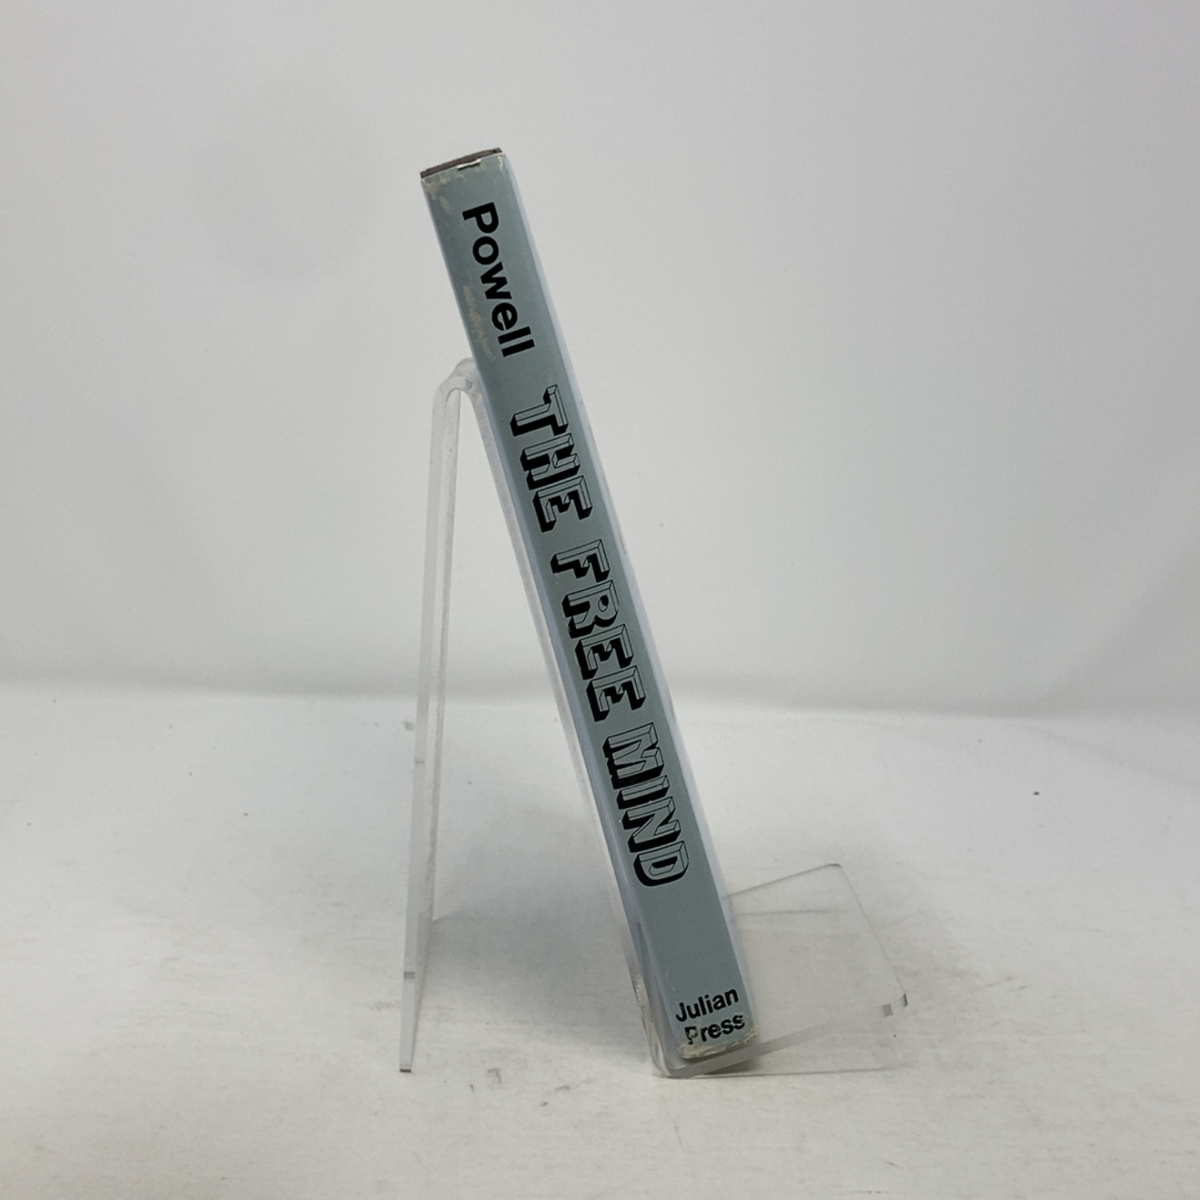 Powell
THE FREE MIND
Julian
Press